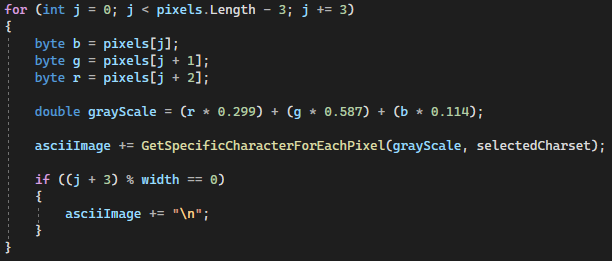 for (int j = 0; j < pixels.Length - 3; j += 3)
{
byte b = pixels[j];
byte g = pixels[j + 1];
byte r = pixels[j + 2];
double grayScale = (r * 0.299) + (g * 0.587) + (b * 0.114);
asciiImage += GetSpecificCharacterForEachPixel(grayScale, selectedCharset);
if ((j + 3) % width == 0)
{
asciiImage += "\n";
}
}